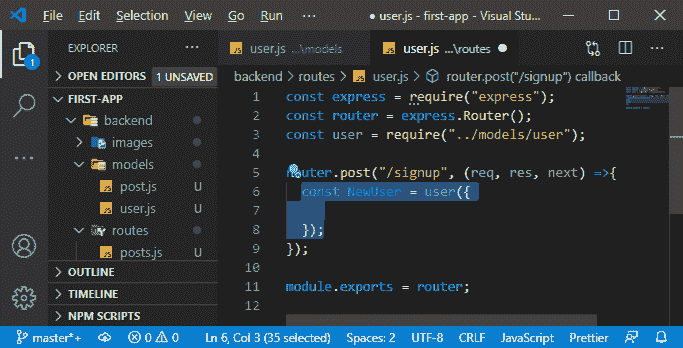 File Edit Selection View Go Run ··· user.js - first-app - Visual Stu...
EXPLORER
OPEN EDITORS 1 UNSAVED
FIRST-APP
backend
images
models
post.js U
user.js U
routes
posts.js U
OUTLINE
TIMELINE
NPM SCRIPTS
1
JS user.js ...\models
JS user.js ...\routes
backend > routes > JS user.js > router.post("/signup") callback
1 const express = require("express");
2 const router = express.Router();
3 const user = require("../models/user");
4
5 router.post("/signup", (req, res, next) =>{
6 const NewUser = user({
7
8 });
9 });
10
11 module.exports = router;
12
master*+ 0 0 Ln 6, Col 3 (35 selected) Spaces: 2 UTF-8 CRLF JavaScript Prettier